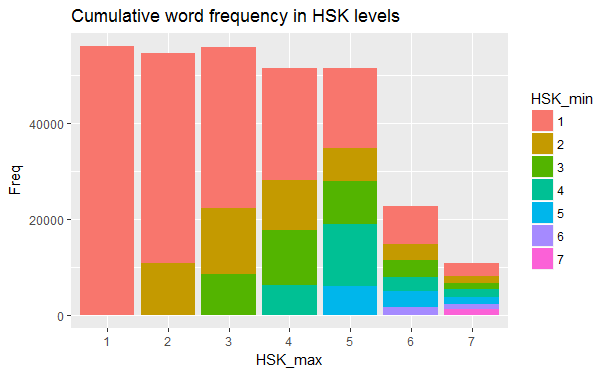 Cumulative word frequency in HSK levels
Freq
40000
20000
0
1 2 3 4 5 6 7
HSK_max
HSK_min
1
2
3
4
5
6
7